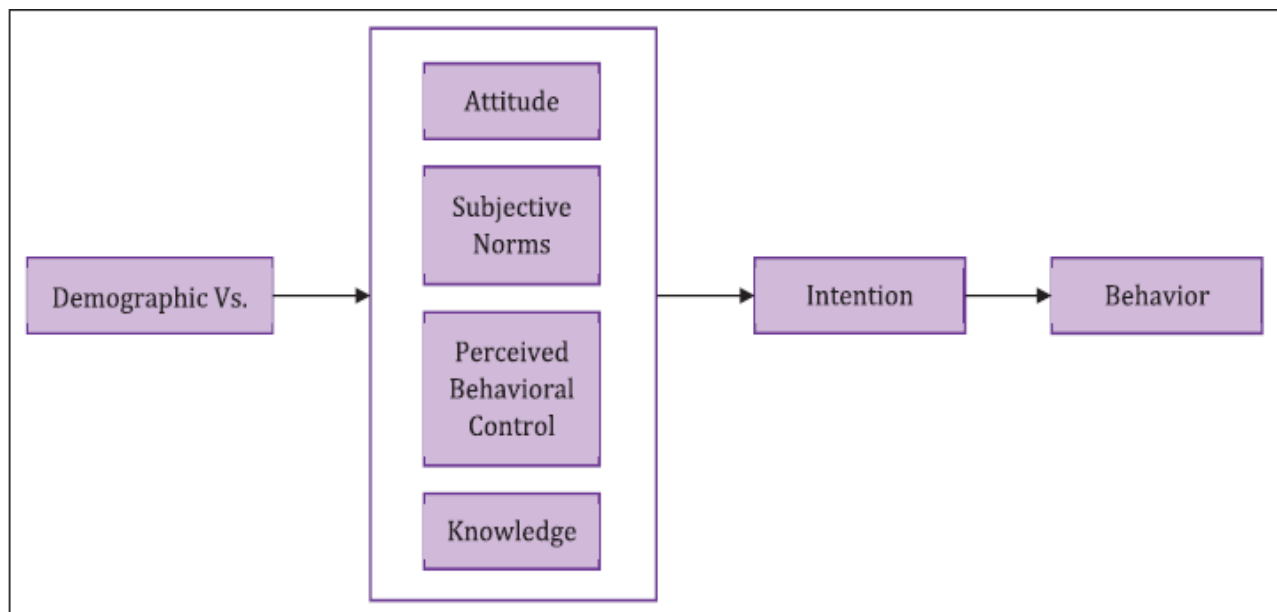 Demographic Vs.
Attitude
Subjective
Norms
Perceived
Behavioral
Control
Knowledge
Intention
Behavior